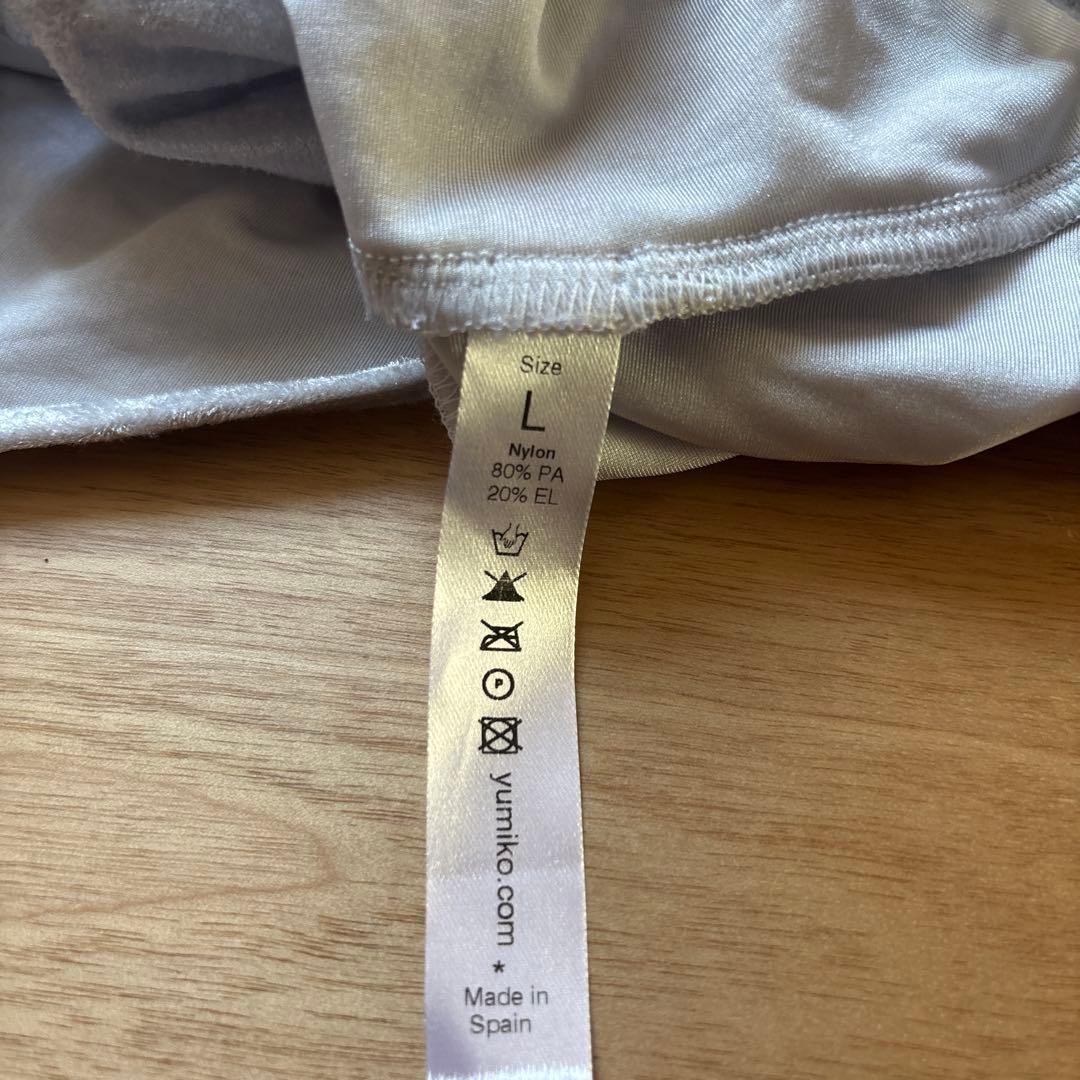 Size
L
Nylon
80% PA
20% EL
P
yumiko.com *
Made in
Spain